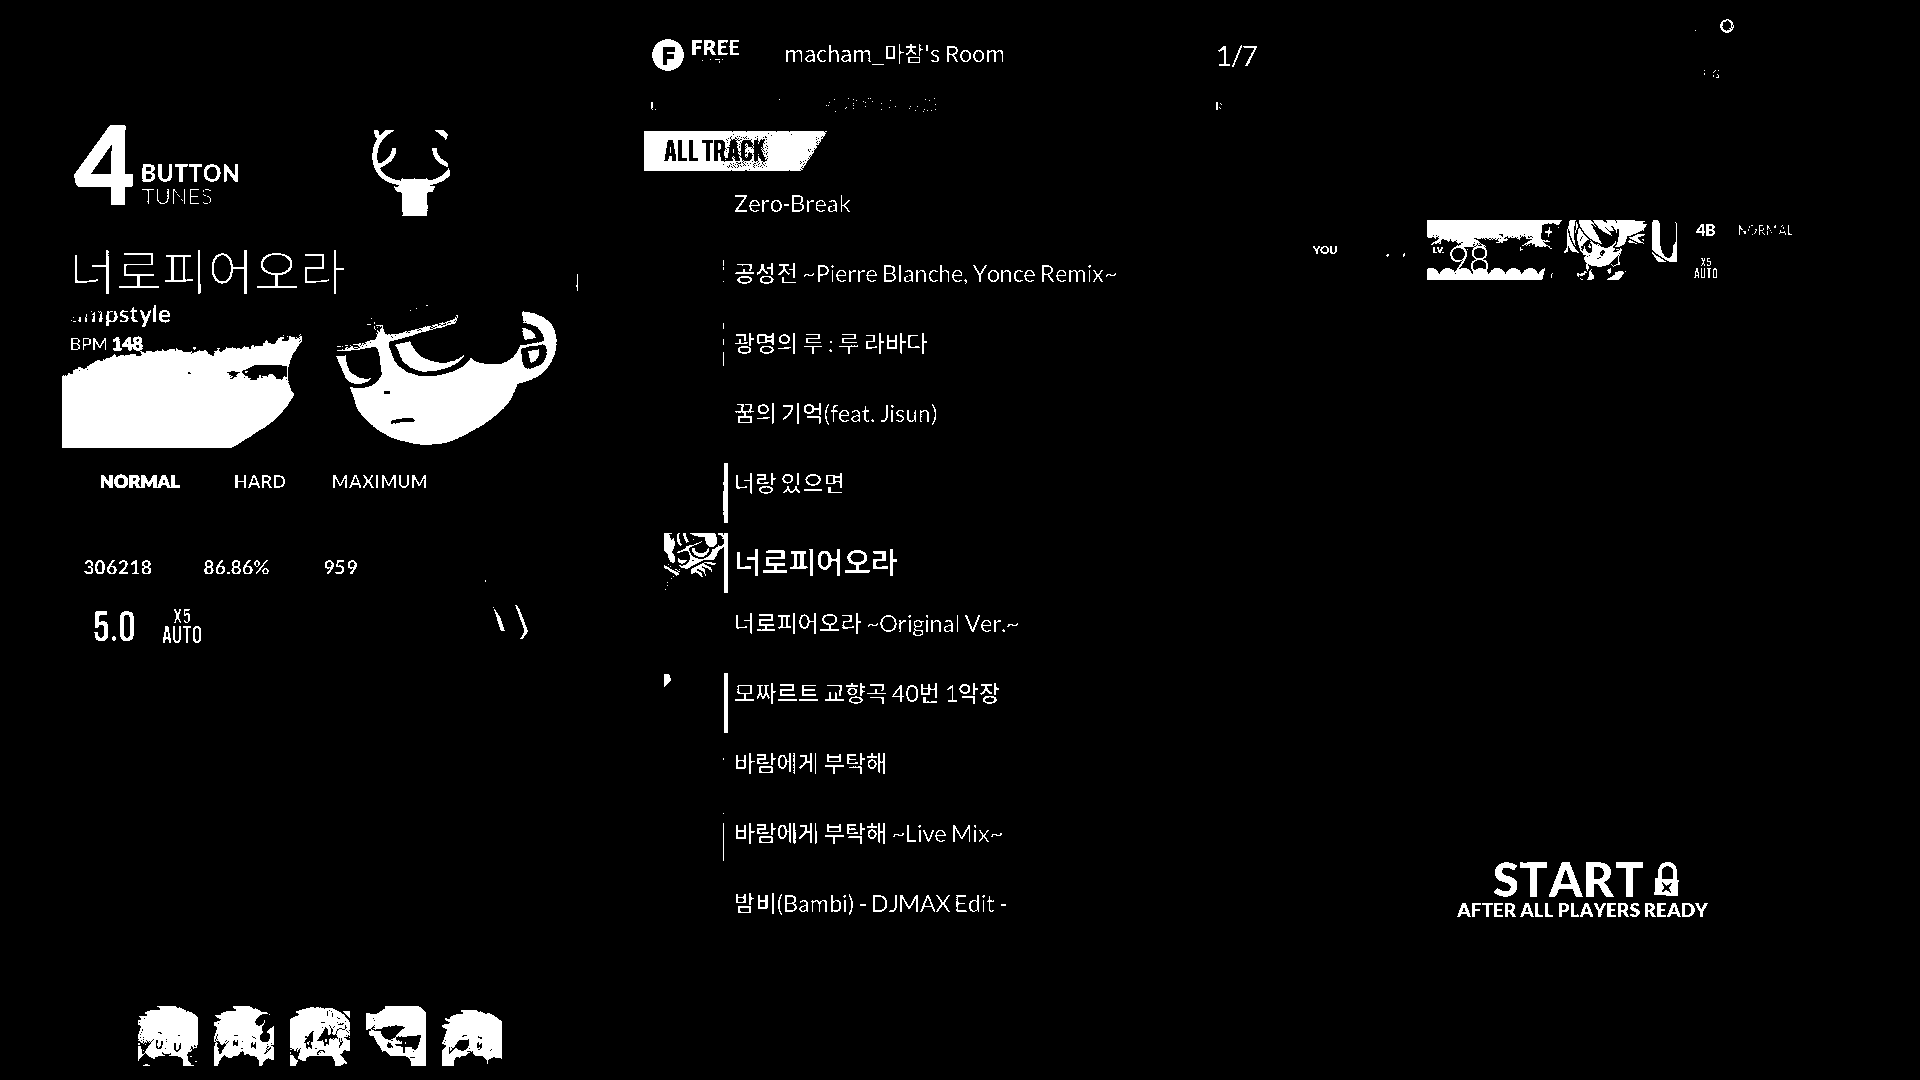 FREE
macham_마참's Room
1/7
ALL TRACK
4 BUTTON
TUNES
너로피어오라
BPM 148
NORMAL HARD MAXIMUM
306218 86.86% 959
5.0 X5
AUTO
Zero-Break
공성전 ~Pierre Blanche, Yonce Remix~
광명의 루 : 루 라바다
꿈의 기억(feat. Jisun)
너랑 있으면
너로피어오라
너로피어오라 ~Original Ver.~
모짜르트 교향곡 40번 1악장
바람에게 부탁해
바람에게 부탁해 ~Live Mix~
밤비(Bambi) - DJMAX Edit -
YOU
LV. 98
4B NORMAL
X5
AUTO
START
AFTER ALL PLAYERS READY